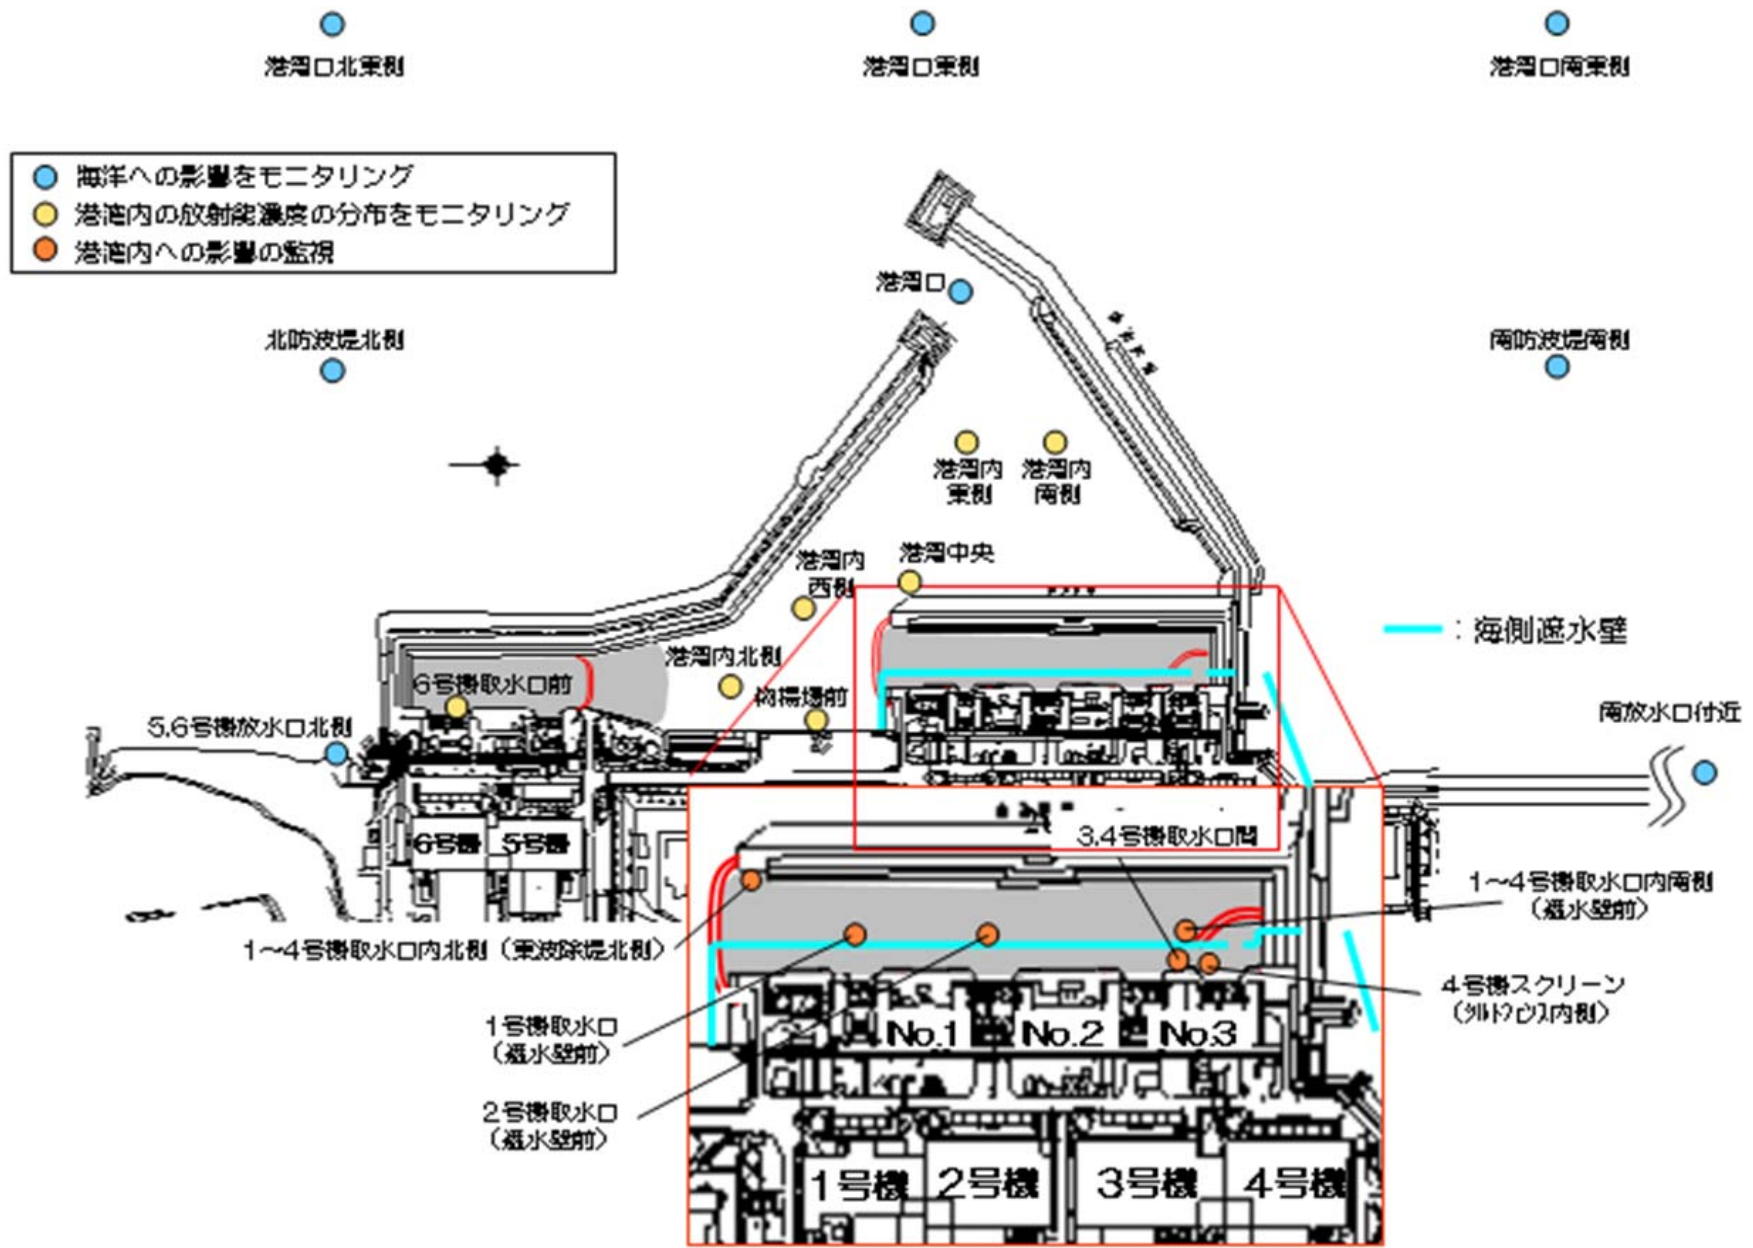 港湾口北東側
港湾口東側
港湾口南東側
海洋への影響をモニタリング
港湾内の放射能濃度の分布をモニタリング
港湾内への影響の監視
港湾口
北防波堤北側
南防波堤南側
港湾内
東側
港湾内
南側
港湾内
西側
港湾中央
:海側遮水壁
港湾内北側
6号機取水口前
物揚場前
5,6号機放水口北側
南放水口付近
6号機
5号機
3,4号機取水口間
1~4号機取水口内南側
(遮水壁前)
1~4号機取水口内北側(東波除堤北側)
4号機スクリーン
(シルトフェンス内側)
1号機取水口
(遮水壁前)
No.1
No.2
No.3
2号機取水口
(遮水壁前)
1号機
2号機
3号機
4号機